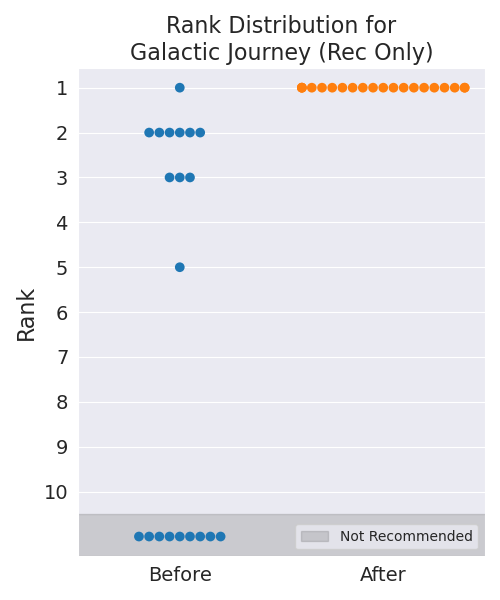 Rank Distribution for
Galactic Journey (Rec Only)
Rank
1
2
3
4
5
6
7
8
9
10
Not Recommended
Before After